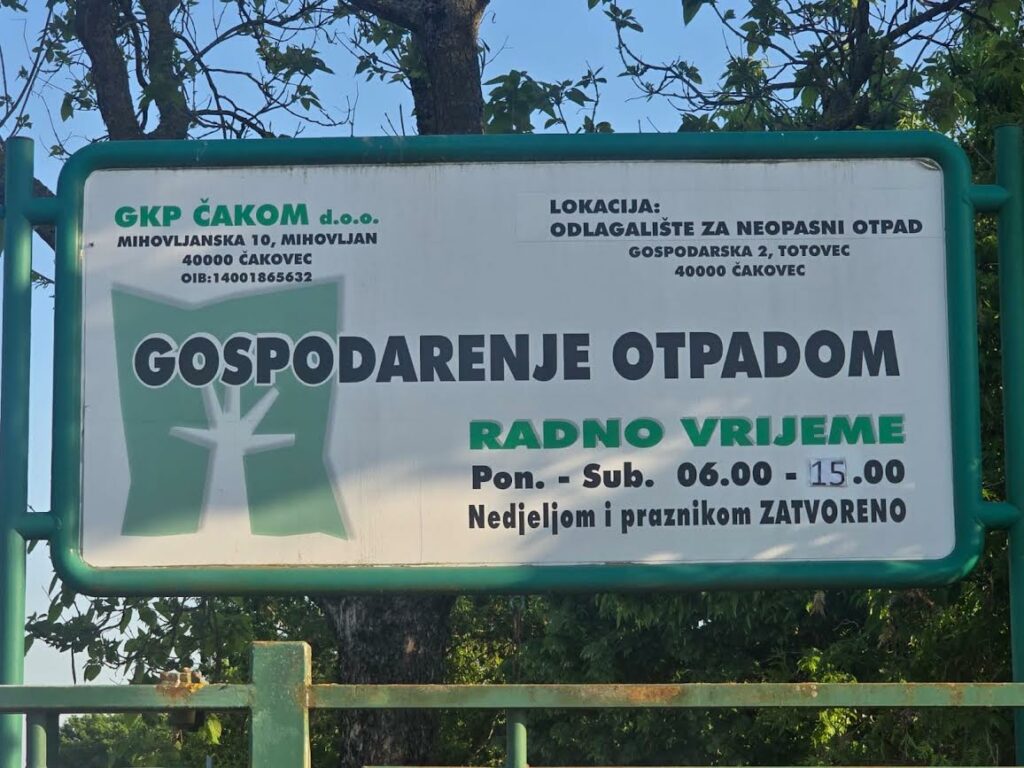 GKP ČAKOM d.o.o.
MIHOVLJANSKA 10, MIHOVLJAN
40000 ČAKOVEC
OIB:14001865632
LOKACIJA:
ODLAGALIŠTE ZA NEOPASNI OTPAD
GOSPODARSKA 2, TOTOVEC
40000 ČAKOVEC
GOSPODARENJE OTPADOM
RADNO VRIJEME
Pon. - Sub. 06.00 - 15.00
Nedjeljom i praznikom ZATVORENO